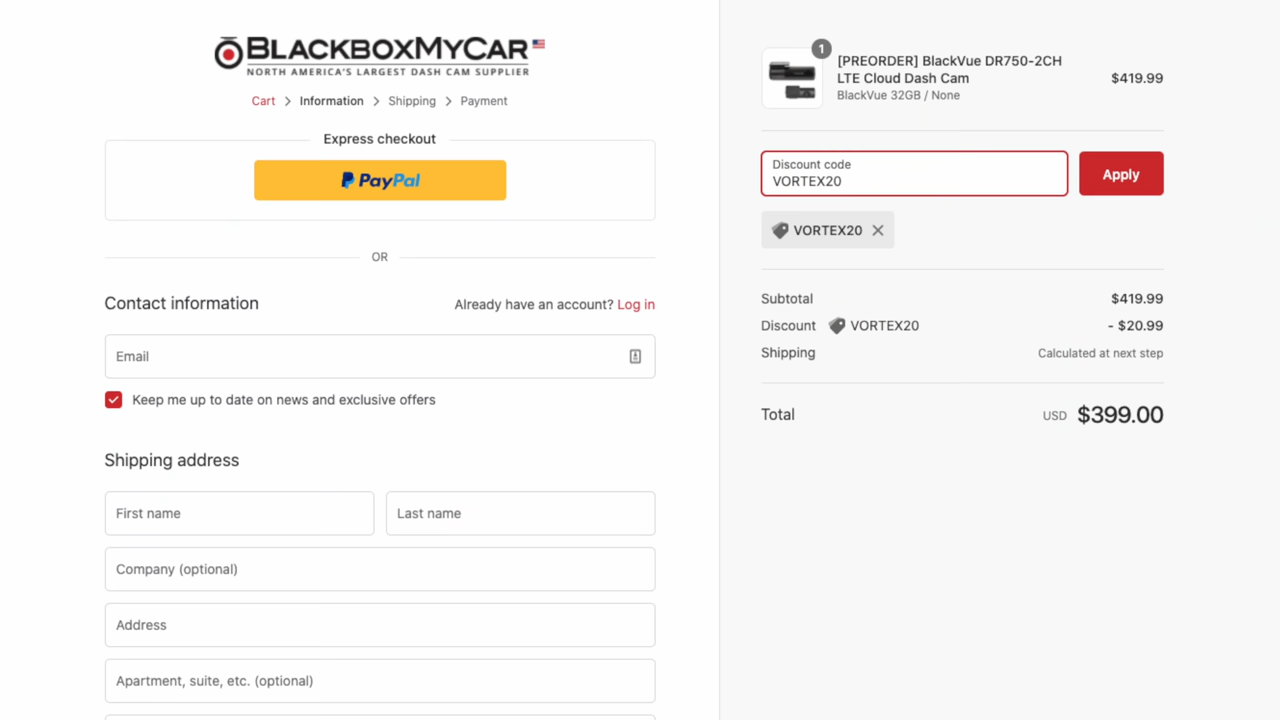 BLACKBOXMYCAR
NORTH AMERICA'S LARGEST DASH CAM SUPPLIER
Cart > Information > Shipping > Payment
Express checkout
PayPal
OR
Contact information
Already have an account? Log in
Email
Keep me up to date on news and exclusive offers
Shipping address
First name
Last name
Company (optional)
Address
Apartment, suite, etc. (optional)
1
[PREORDER] BlackVue DR750-2CH
LTE Cloud Dash Cam
BlackVue 32GB / None
$419.99
Discount code
VORTEX20
Apply
VORTEX20
Subtotal $419.99
Discount VORTEX20 - $20.99
Shipping Calculated at next step
Total USD $399.00